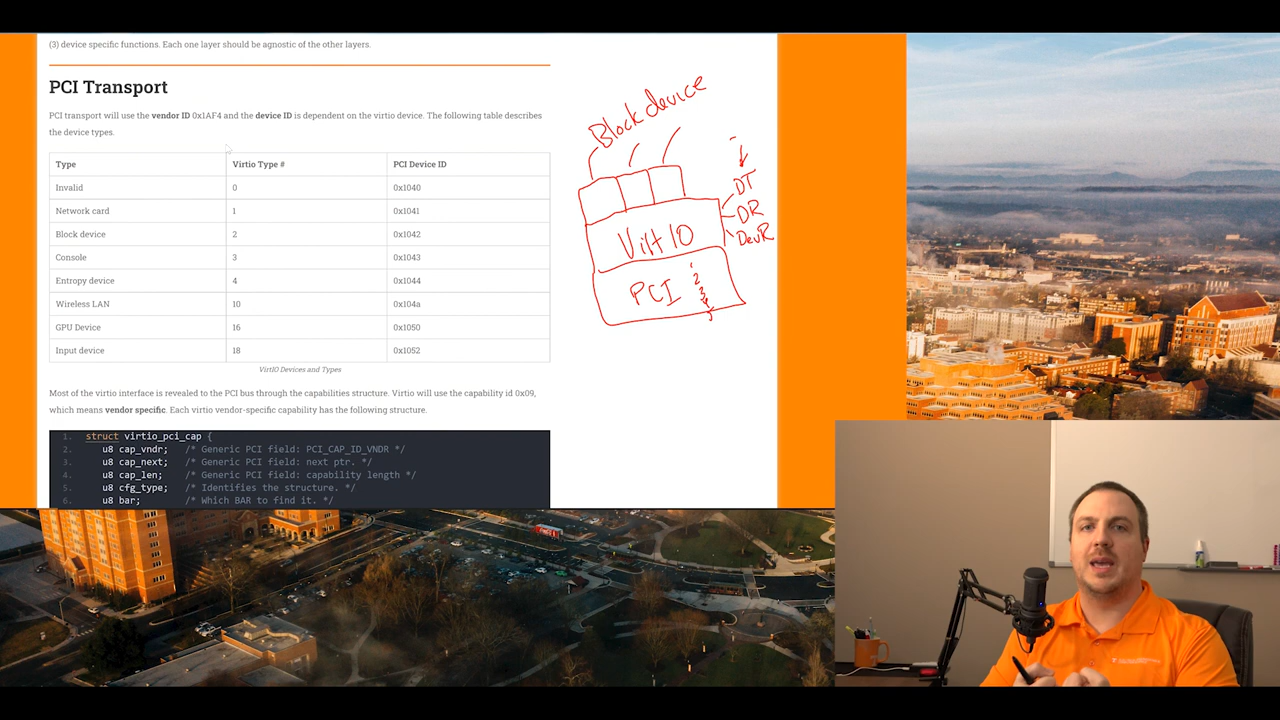 (3) device specific functions. Each one layer should be agnostic of the other layers.
PCI Transport
PCI transport will use the vendor ID 0x1AF4 and the device ID is dependent on the virtio device. The following table describes
the device types.
Type Virtio Type # PCI Device ID
Invalid 0 0x1040
Network card 1 0x1041
Block device 2 0x1042
Console 3 0x1043
Entropy device 4 0x1044
Wireless LAN 10 0x104a
GPU Device 16 0x1050
Input device 18 0x1052
VirtIO Devices and Types
Most of the virtio interface is revealed to the PCI bus through the capabilities structure. Virtio will use the capability id 0x09,
which means vendor specific. Each virtio vendor-specific capability has the following structure.
1. struct virtio_pci_cap {
2. u8 cap_vndr; /* Generic PCI field: PCI_CAP_ID_VNDR */
3. u8 cap_next; /* Generic PCI field: next ptr. */
4. u8 cap_len; /* Generic PCI field: capability length */
5. u8 cfg_type; /* Identifies the structure. */
6. u8 bar; /* Which BAR to find it. */
Block device
DT
DR
DevR
VirtIO
PCI